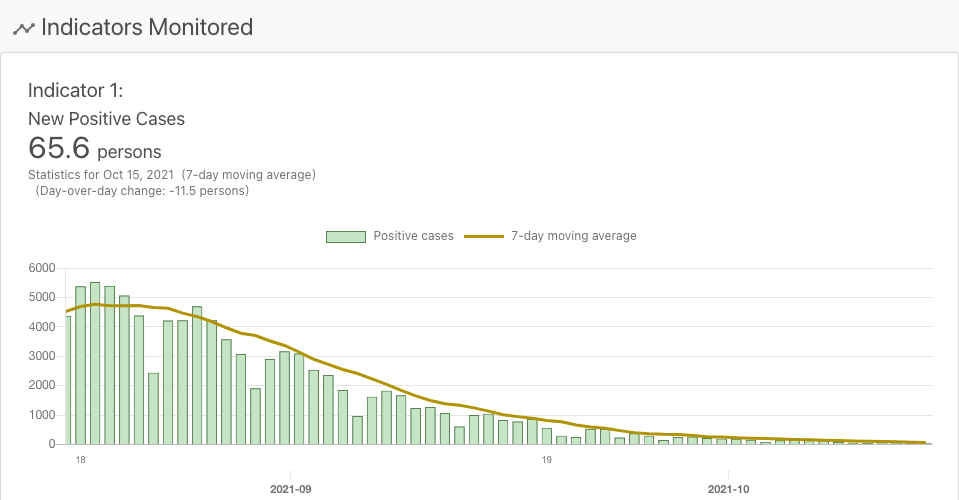 Indicators Monitored
Indicator 1:
New Positive Cases
65.6 persons
Statistics for Oct 15, 2021 (7-day moving average)
(Day-over-day change: -11.5 persons)
Positive cases 7-day moving average
6000
5000
4000
3000
2000
1000
0
18 19
2021-09 2021-10